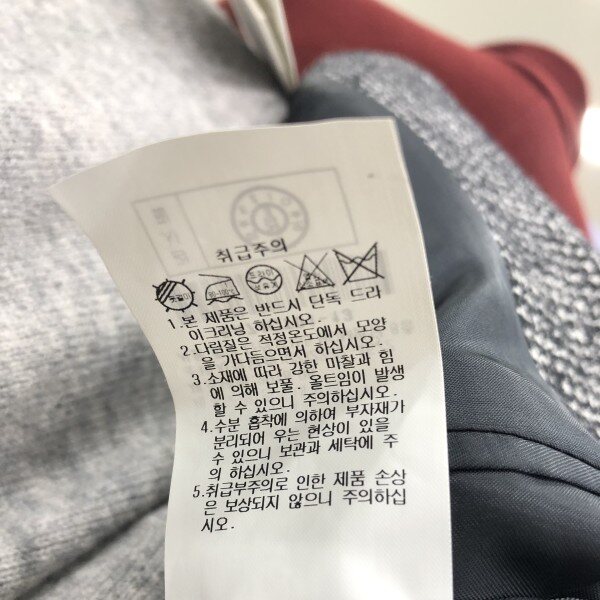 취급주의
1.본 제품은 반드시 단독 드라
이크리닝 하십시오.
2.다림질은 적정온도에서 모양
을 가다듬으면서 하십시오.
3.소재에 따라 강한 마찰과 힘
에 의해 보풀. 올트임이 발생
할 수 있으니 주의하십시오.
4.수분 흡착에 의하여 부자재가
분리되어 우는 현상이 있을
수 있으니 보관과 세탁에 주
의 하십시오.
5.취급부주의로 인한 제품 손상
은 보상되지 않으니 주의하십
시오.